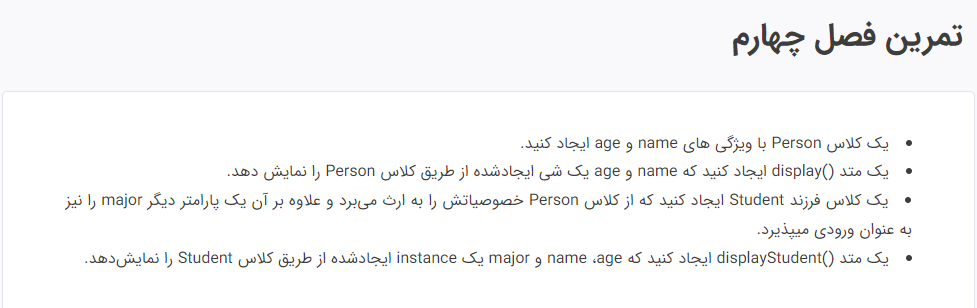 تمرین فصل چهارم
• یک کلاس Person با ویژگی های name و age ایجاد کنید.
• یک متد display() ایجاد کنید که name و age یک شی ایجادشده از طریق کلاس Person را نمایش دهد.
• یک کلاس فرزند Student ایجاد کنید که از کلاس Person خصوصیاتش را به ارث می‌برد و علاوه بر آن یک پارامتر دیگر major را نیز
به عنوان ورودی میپذیرد.
• یک متد displayStudent() ایجاد کنید که name ،age و major یک instance ایجادشده از طریق کلاس Student را نمایش‌دهد.